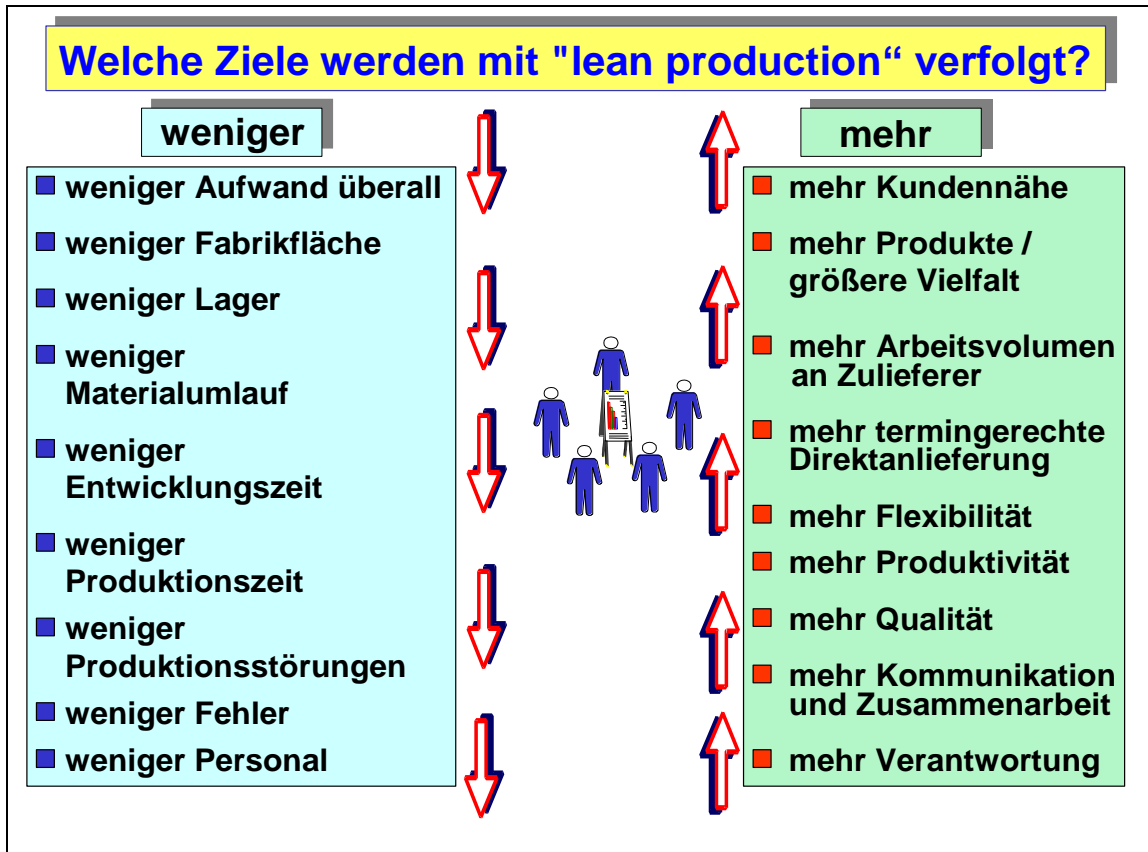 Welche Ziele werden mit "lean production“ verfolgt?
weniger
weniger Aufwand überall
weniger Fabrikfläche
weniger Lager
weniger
Materialumlauf
weniger
Entwicklungszeit
weniger
Produktionszeit
weniger
Produktionsstörungen
weniger Fehler
weniger Personal
mehr
mehr Kundennähe
mehr Produkte /
größere Vielfalt
mehr Arbeitsvolumen
an Zulieferer
mehr termingerechte
Direktanlieferung
mehr Flexibilität
mehr Produktivität
mehr Qualität
mehr Kommunikation
und Zusammenarbeit
mehr Verantwortung